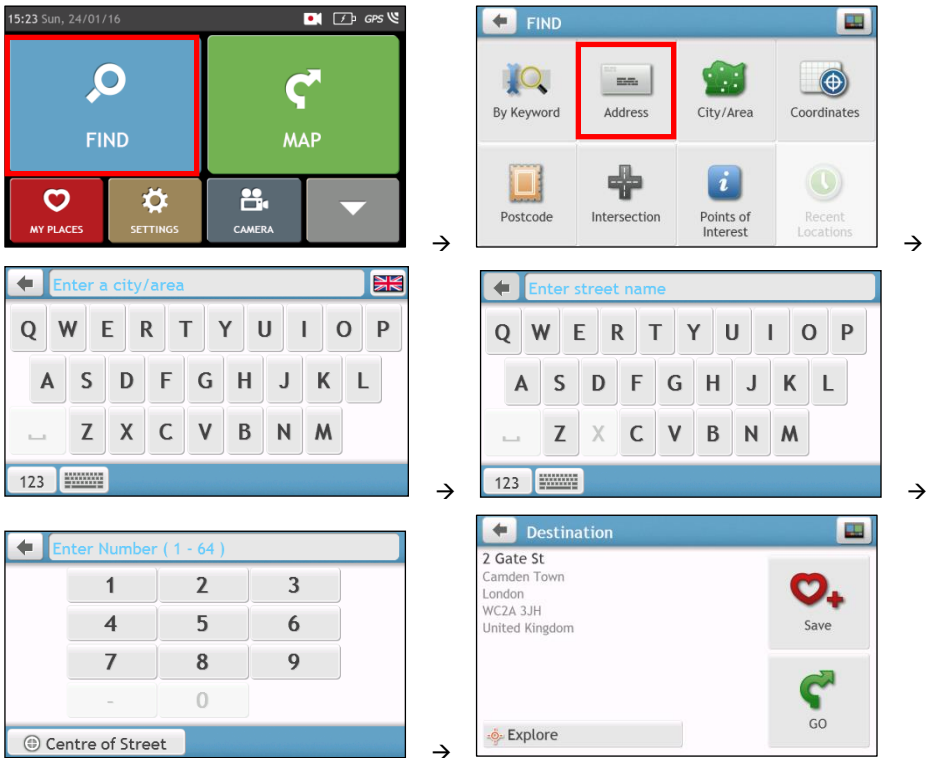 15:23 Sun, 24/01/16 GPS
FIND
MAP
MY PLACES
SETTINGS
CAMERA
→
FIND
By Keyword
Address
City/Area
Coordinates
Postcode
Intersection
Points of
Interest
Recent
Locations
→
Enter a city/area
Q W E R T Y U I O P
A S D F G H J K L
Z X C V B N M
123
→
Enter street name
Q W E R T Y U I O P
A S D F G H J K L
Z X C V B N M
123
→
Enter Number ( 1 - 64 )
1 2 3
4 5 6
7 8 9
- 0
Centre of Street
→
Destination
2 Gate St
Camden Town
London
WC2A 3JH
United Kingdom
Save
GO
Explore